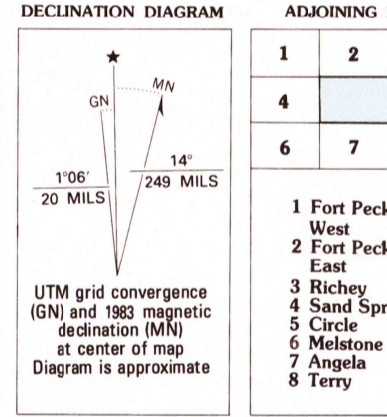 DECLINATION DIAGRAM
★
GN
MN
1°06′
20 MILS
14°
249 MILS
UTM grid convergence
(GN) and 1983 magnetic
declination (MN)
at center of map
Diagram is approximate
ADJOINING
1 2
4
6 7
1 Fort Peck
West
2 Fort Peck
East
3 Richey
4 Sand Spr
5 Circle
6 Melstone
7 Angela
8 Terry